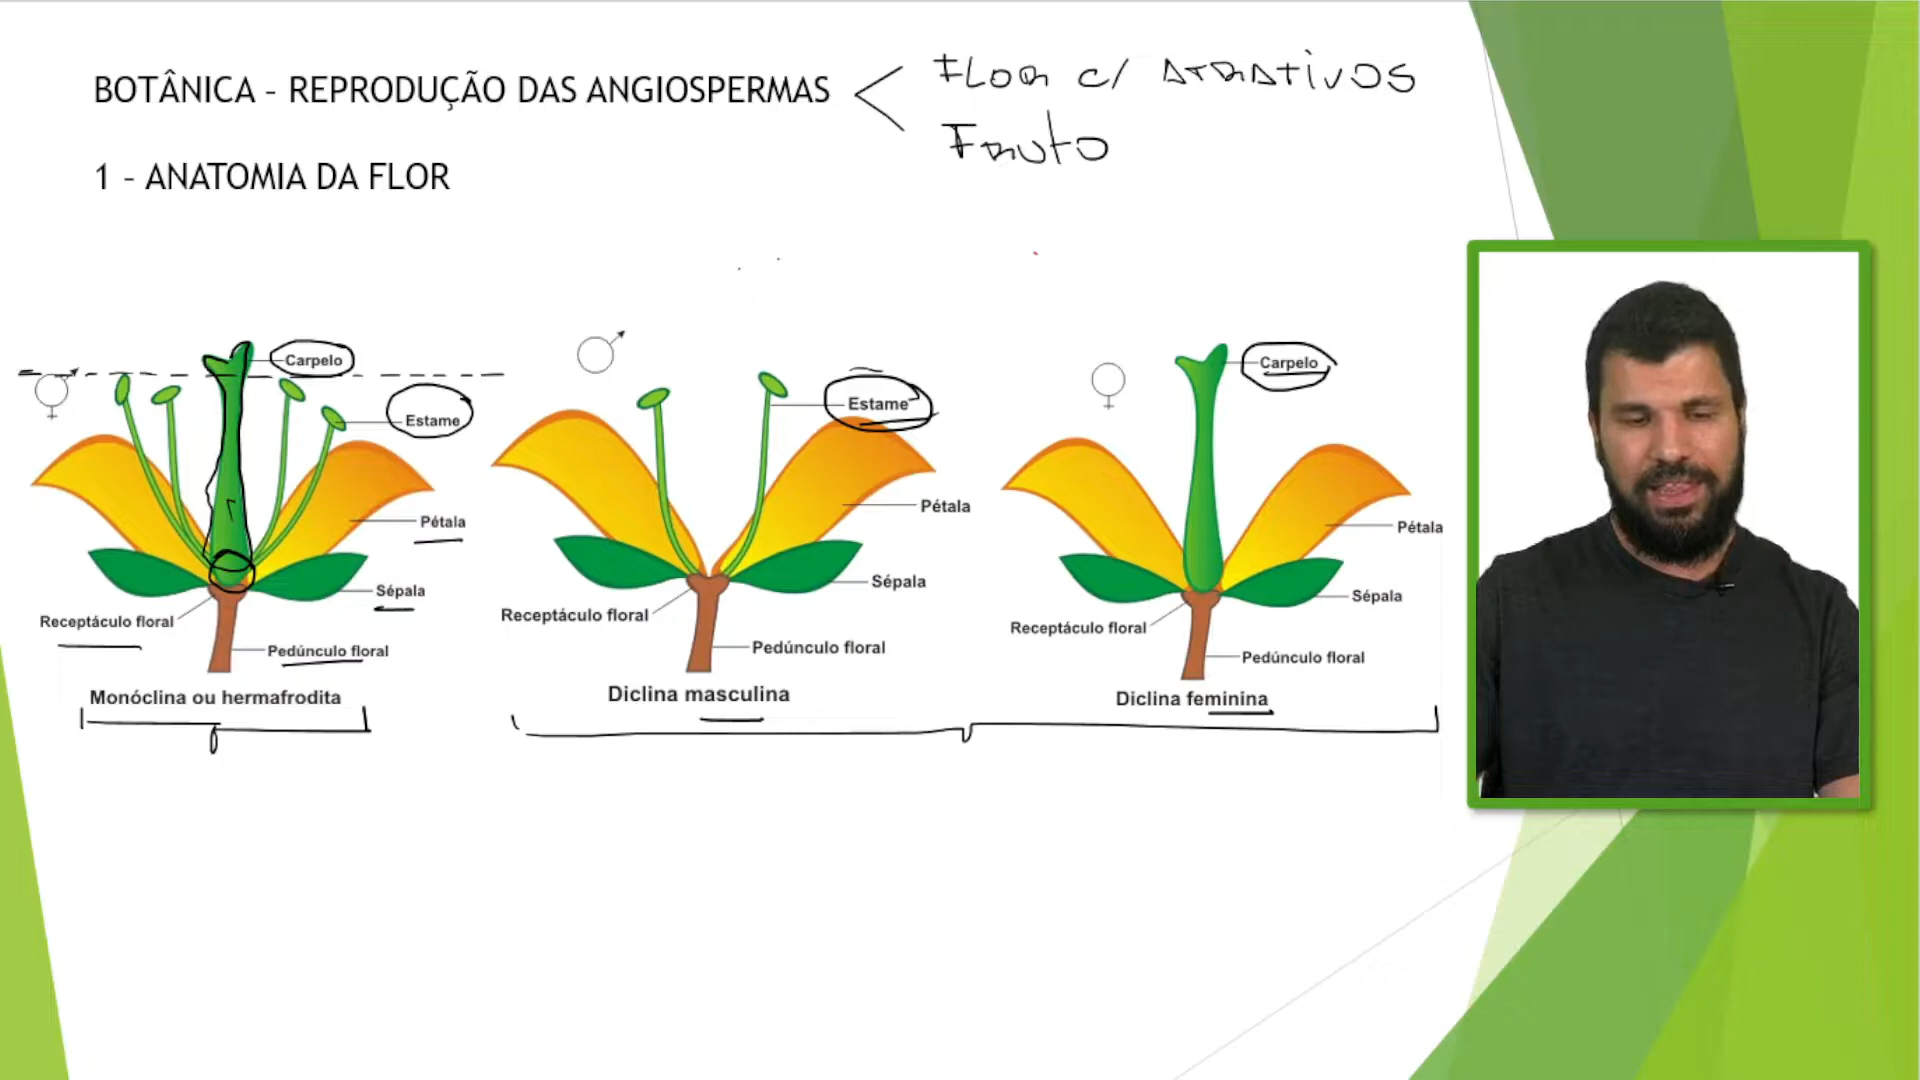 BOTÂNICA – REPRODUÇÃO DAS ANGIOSPERMAS
FLOR C/ ATRATIVOS
FRUTO
1 – ANATOMIA DA FLOR
Carpelo
Estame
Pétala
Sépala
Receptáculo floral
Pedúnculo floral
Monóclina ou hermafrodita
Estame
Pétala
Sépala
Receptáculo floral
Pedúnculo floral
Diclina masculina
Carpelo
Pétala
Sépala
Receptáculo floral
Pedúnculo floral
Diclina feminina